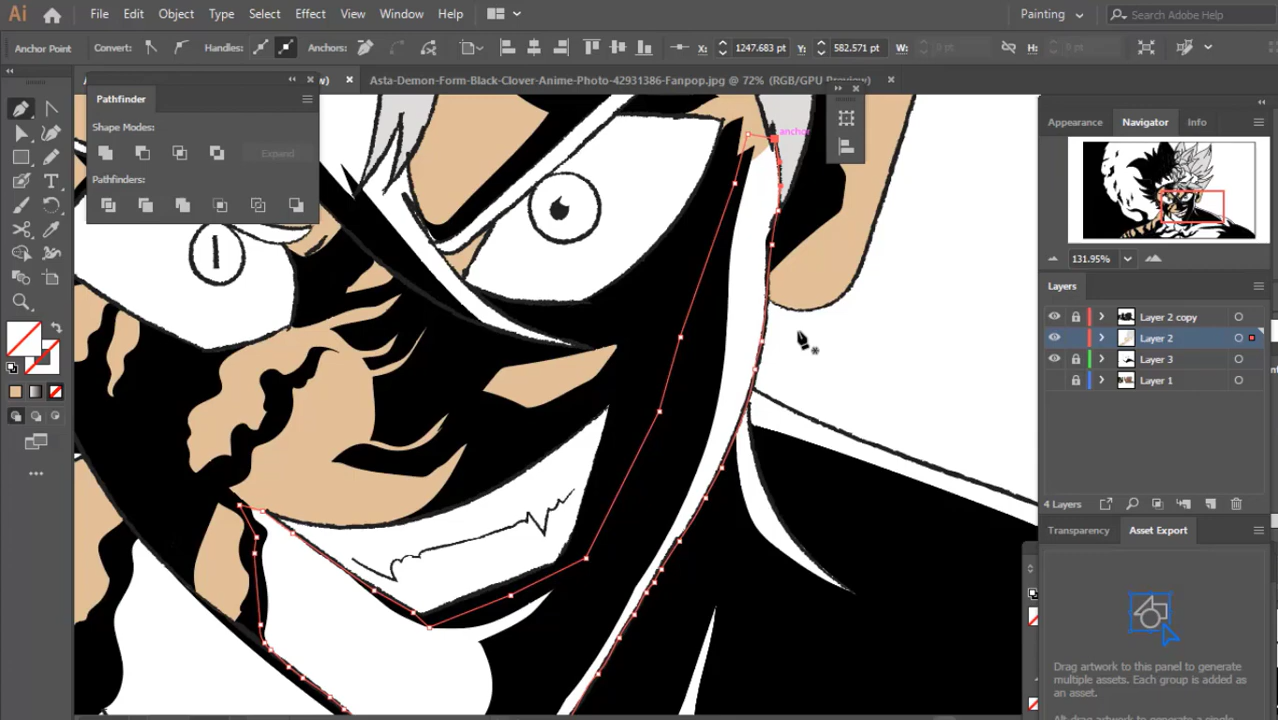 Ai File Edit Object Type Select Effect View Window Help Painting Search Adobe Help
Anchor Point Convert: Handles: Anchors: X: 1247.683 pt Y: 582.571 pt W: 0 pt H: 0 pt
Asta-Demon-Form-Black-Clover-Anime-Photo-42931386-Fanpop.jpg @ 72% (RGB/GPU Preview)
Pathfinder
Shape Modes:
Expand
Pathfinders:
anchor
Appearance Navigator Info
131.95%
Layers
Layer 2 copy
Layer 2
Layer 3
Layer 1
4 Layers
Transparency Asset Export
Drag artwork to this panel to generate
multiple assets. Each group is added as
an asset.